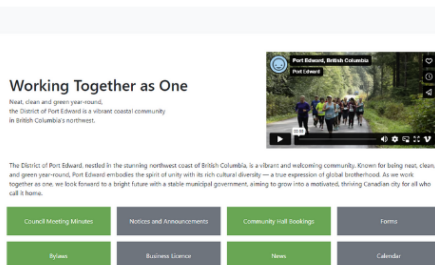 Port Edward, British Columbia
Port Edward
Working Together as One
Neat, clean and green year-round,
the District of Port Edward is a vibrant coastal community
in British Columbia's northwest.
The District of Port Edward, nestled in the stunning northwest coast of British Columbia, is a vibrant and welcoming community. Known for being neat, clean,
and green year-round, Port Edward embodies the spirit of unity with its rich cultural diversity — a true expression of global brotherhood. As we work
together as one, we look forward to a bright future with a stable municipal government, aiming to grow into a motivated, thriving Canadian city for all who
call it home.
Council Meeting Minutes
Notices and Announcements
Community Hall Bookings
Forms
Bylaws
Business Licence
News
Calendar